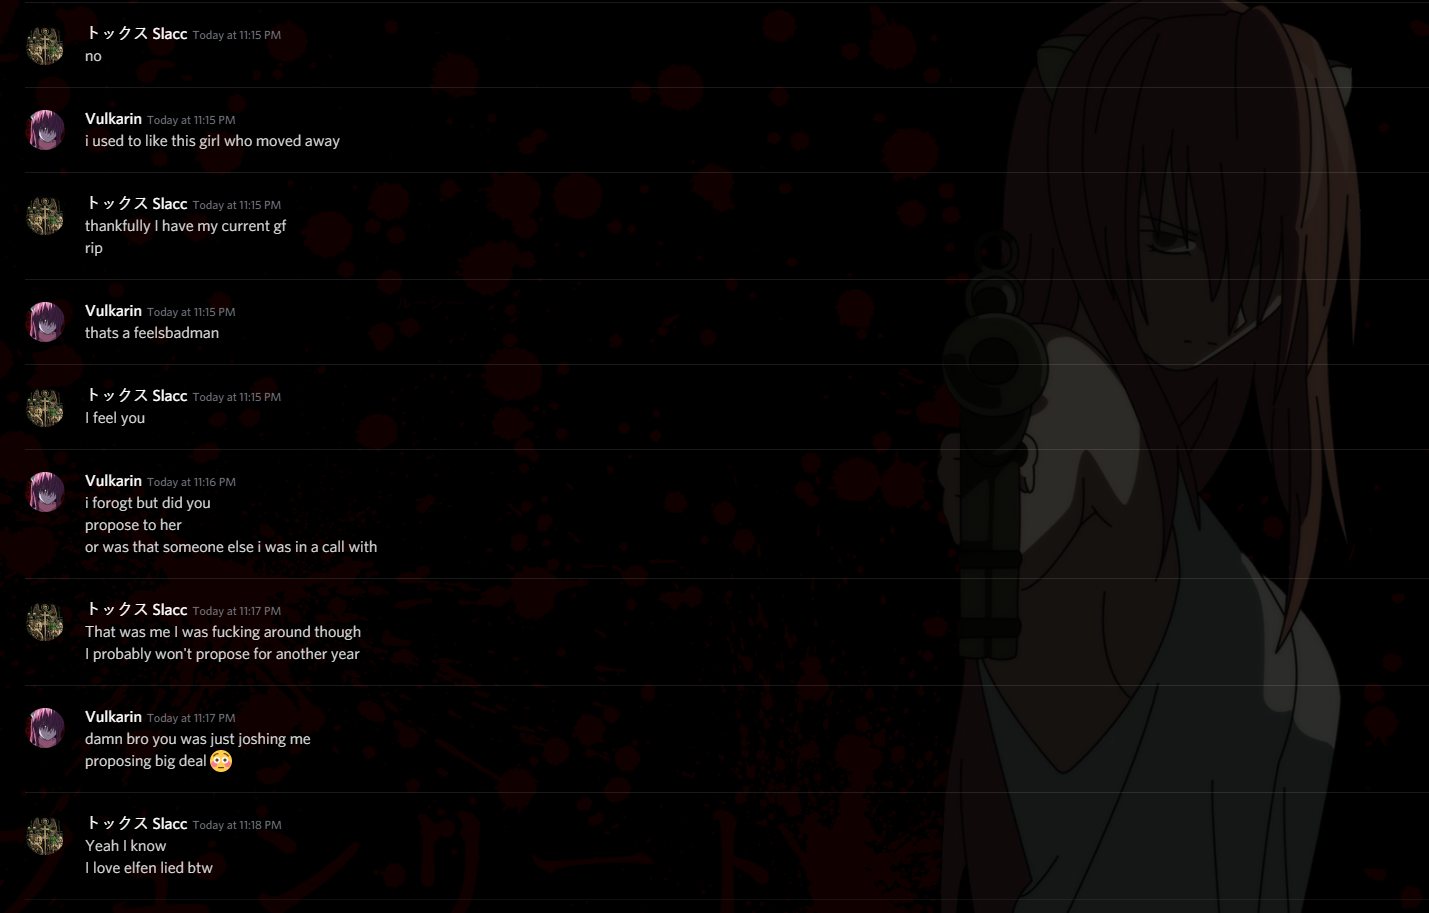 トックス Slacc Today at 11:15 PM
no
Vulkarin Today at 11:15 PM
i used to like this girl who moved away
トックス Slacc Today at 11:15 PM
thankfully I have my current gf
rip
Vulkarin Today at 11:15 PM
thats a feelsbadman
トックス Slacc Today at 11:15 PM
I feel you
Vulkarin Today at 11:16 PM
i forogt but did you
propose to her
or was that someone else i was in a call with
トックス Slacc Today at 11:17 PM
That was me I was fucking around though
I probably won't propose for another year
Vulkarin Today at 11:17 PM
damn bro you was just joshing me
proposing big deal 😳
トックス Slacc Today at 11:18 PM
Yeah I know
I love elfen lied btw